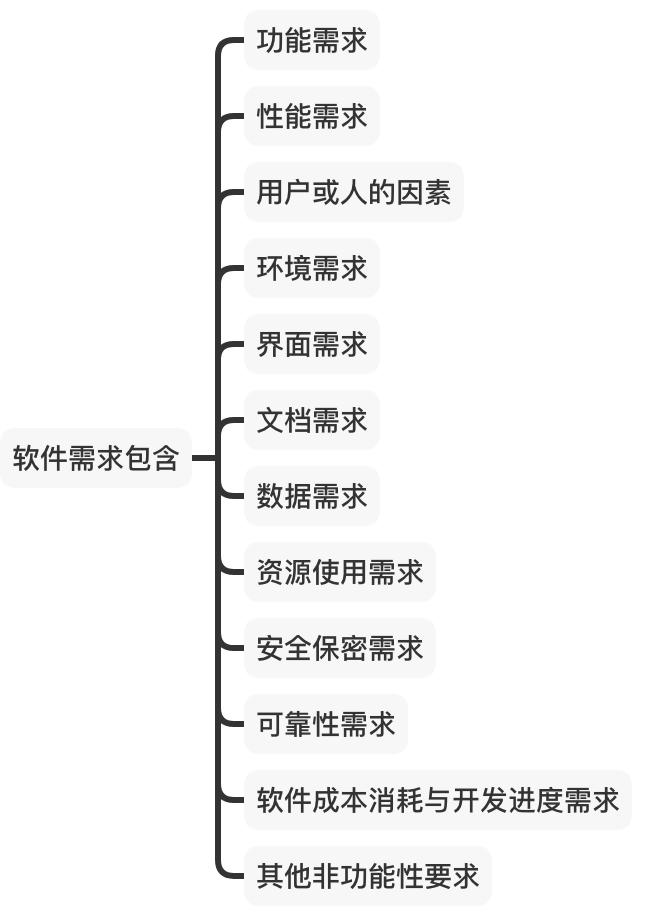 功能需求
性能需求
用户或人的因素
环境需求
界面需求
文档需求
软件需求包含
数据需求
资源使用需求
安全保密需求
可靠性需求
软件成本消耗与开发进度需求
其他非功能性要求